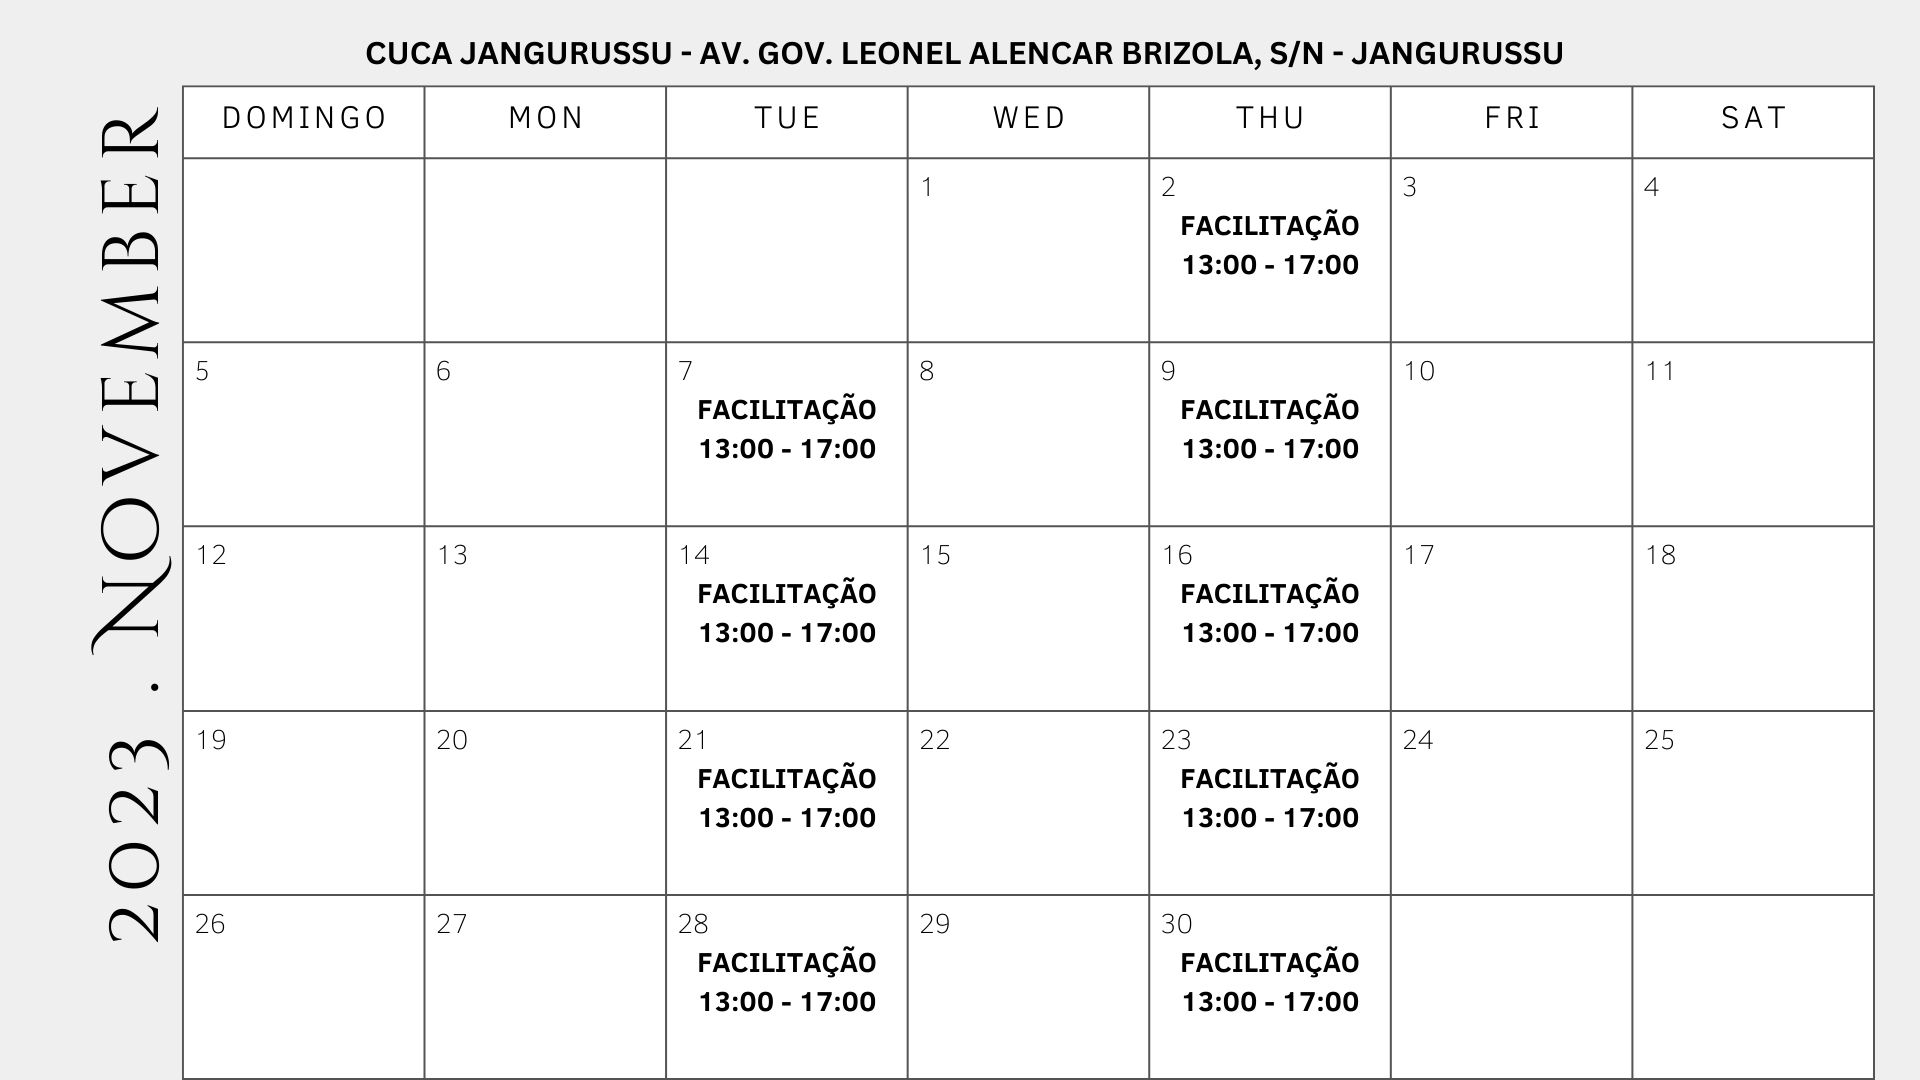 CUCA JANGURUSSU - AV. GOV. LEONEL ALENCAR BRIZOLA, S/N - JANGURUSSU
2023 . NOVEMBER
DOMINGO MON TUE WED THU FRI SAT
1 2 3 4
FACILITAÇÃO
13:00 - 17:00
5 6 7 8 9 10 11
FACILITAÇÃO FACILITAÇÃO
13:00 - 17:00 13:00 - 17:00
12 13 14 15 16 17 18
FACILITAÇÃO FACILITAÇÃO
13:00 - 17:00 13:00 - 17:00
19 20 21 22 23 24 25
FACILITAÇÃO FACILITAÇÃO
13:00 - 17:00 13:00 - 17:00
26 27 28 29 30
FACILITAÇÃO FACILITAÇÃO
13:00 - 17:00 13:00 - 17:00